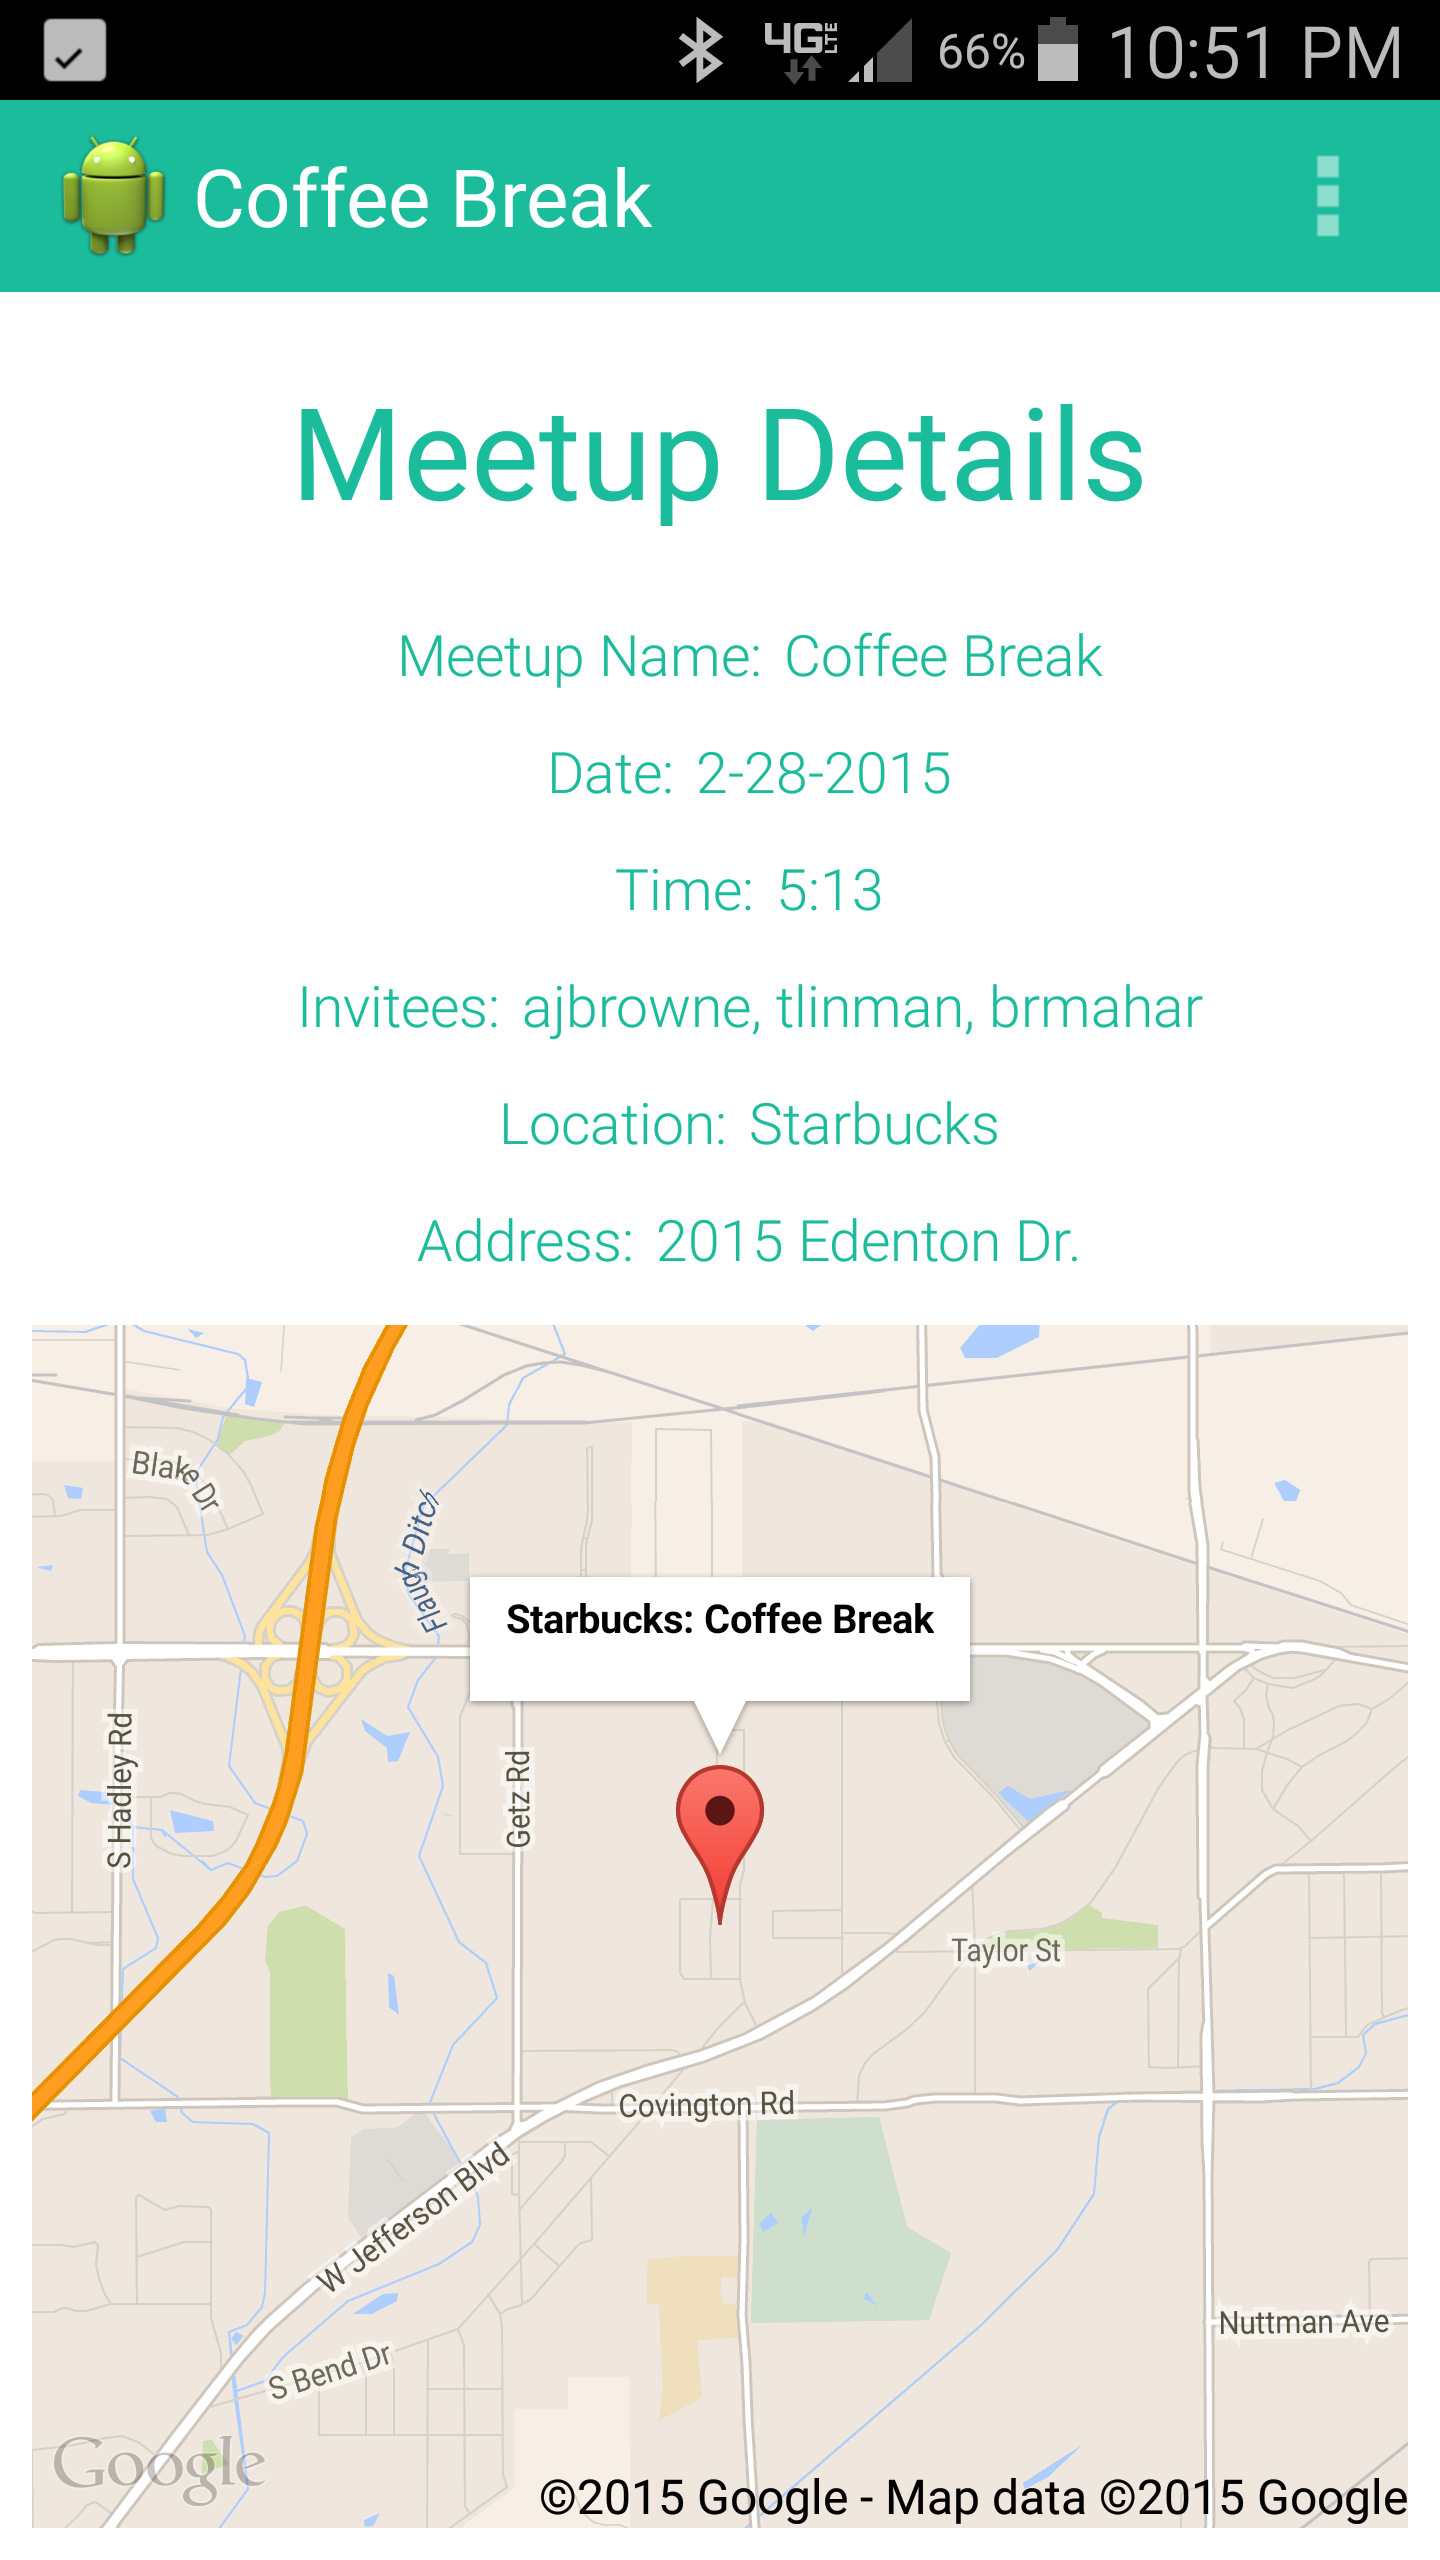 4G LTE 66% 10:51 PM
Coffee Break
Meetup Details
Meetup Name: Coffee Break
Date: 2-28-2015
Time: 5:13
Invitees: ajbrowne, tlinman, brmahar
Location: Starbucks
Address: 2015 Edenton Dr.
Blake Dr
Flaugh Ditch
Starbucks: Coffee Break
S Hadley Rd
Getz Rd
Taylor St
Covington Rd
W Jefferson Blvd
Nuttman Ave
S Bend Dr
Google
©2015 Google - Map data ©2015 Google